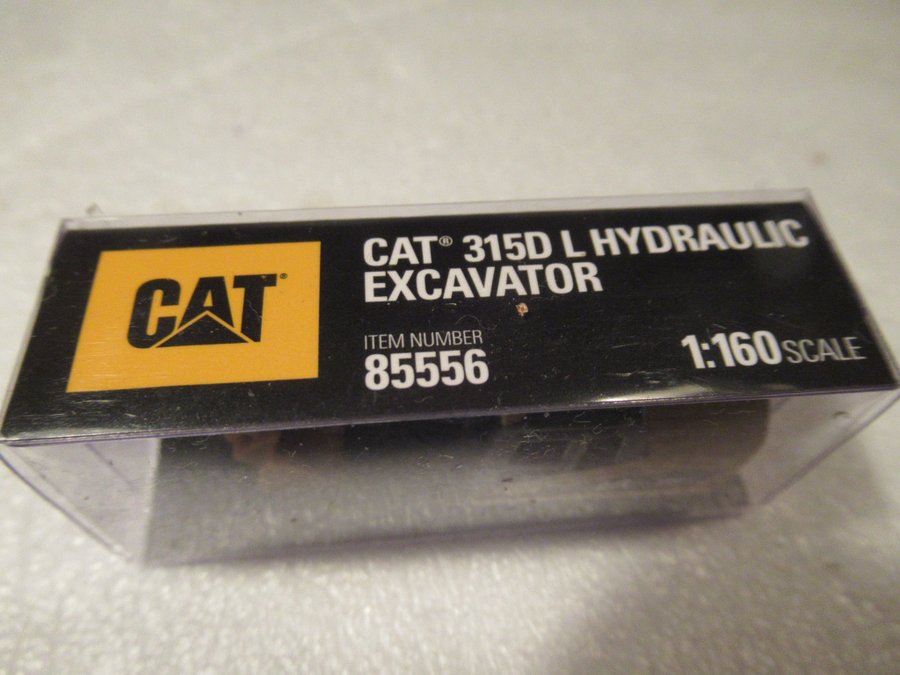 CAT®
CAT® 315D L HYDRAULIC
EXCAVATOR
ITEM NUMBER
85556
1:160 SCALE